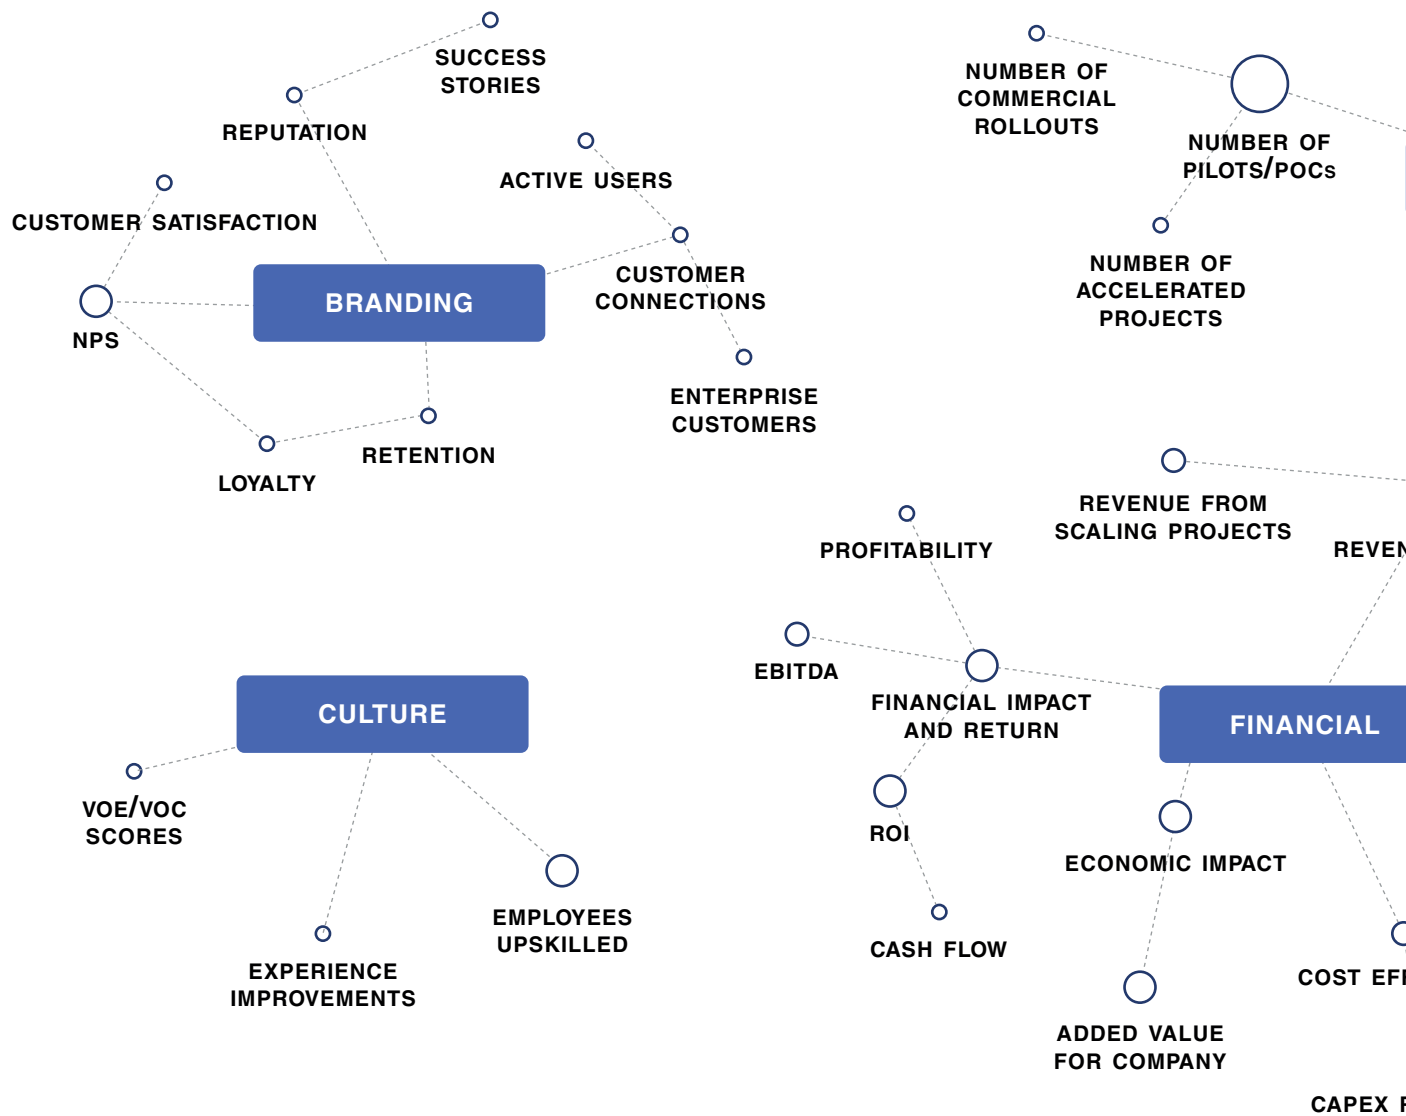 SUCCESS
STORIES
REPUTATION
ACTIVE USERS
CUSTOMER SATISFACTION
CUSTOMER
CONNECTIONS
BRANDING
NPS
ENTERPRISE
CUSTOMERS
RETENTION
LOYALTY
NUMBER OF
COMMERCIAL
ROLLOUTS
NUMBER OF
PILOTS/POCs
NUMBER OF
ACCELERATED
PROJECTS
REVENUE FROM
SCALING PROJECTS
PROFITABILITY
EBITDA
FINANCIAL IMPACT
AND RETURN
FINANCIAL
ROI
ECONOMIC IMPACT
CASH FLOW
COST
ADDED VALUE
FOR COMPANY
CAPEX
CULTURE
VOE/VOC
SCORES
EMPLOYEES
UPSKILLED
EXPERIENCE
IMPROVEMENTS